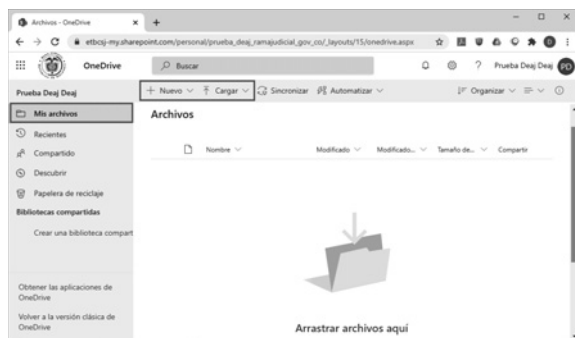 Archivos - OneDrive
etbcsj-my.sharepoint.com/personal/prueba_deaj_ramajudicial_gov_co/_layouts/15/onedrive.aspx
OneDrive
Buscar
Prueba Deaj Deaj
PD
Prueba Deaj Deaj
Nuevo
Cargar
Sincronizar
Automatizar
Organizar
Mis archivos
Recientes
Compartido
Descubrir
Papelera de reciclaje
Bibliotecas compartidas
Crear una biblioteca compart
Obtener las aplicaciones de
OneDrive
Volver a la versión clásica de
OneDrive
Archivos
Nombre
Modificado
Modificado...
Tamaño de...
Compartir
Arrastrar archivos aquí